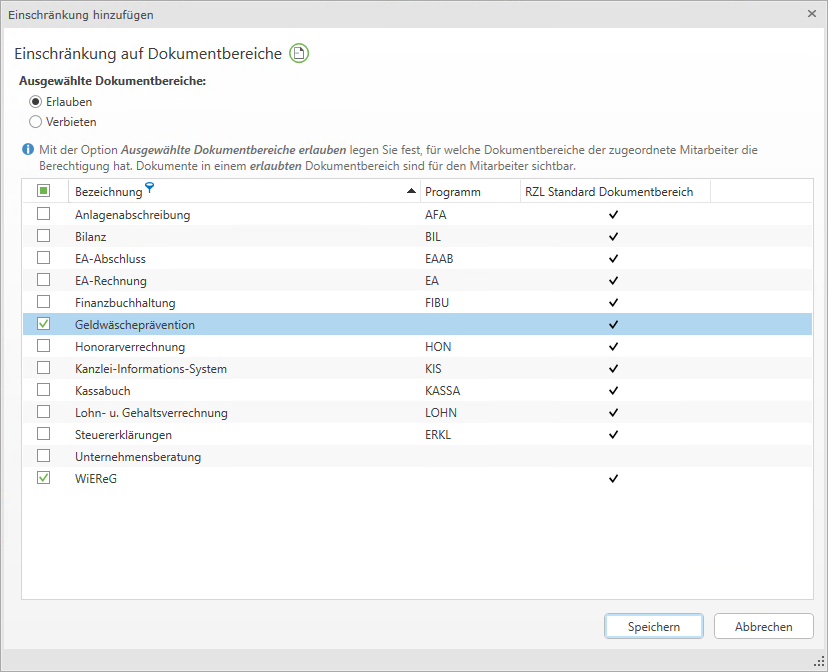 Einschränkung hinzufügen
Einschränkung auf Dokumentbereiche
Ausgewählte Dokumentbereiche:
Erlauben
Verbieten
Mit der Option Ausgewählte Dokumentbereiche erlauben legen Sie fest, für welche Dokumentbereiche der zugeordnete Mitarbeiter die
Berechtigung hat. Dokumente in einem erlaubten Dokumentbereich sind für den Mitarbeiter sichtbar.
Bezeichnung Programm RZL Standard Dokumentbereich
Anlagenabschreibung AFA
Bilanz BIL
EA-Abschluss EAAB
EA-Rechnung EA
Finanzbuchhaltung FIBU
Geldwäscheprävention
Honorarverrechnung HON
Kanzlei-Informations-System KIS
Kassabuch KASSA
Lohn- u. Gehaltsverrechnung LOHN
Steuererklärungen ERKL
Unternehmensberatung
WiEReG
Speichern Abbrechen